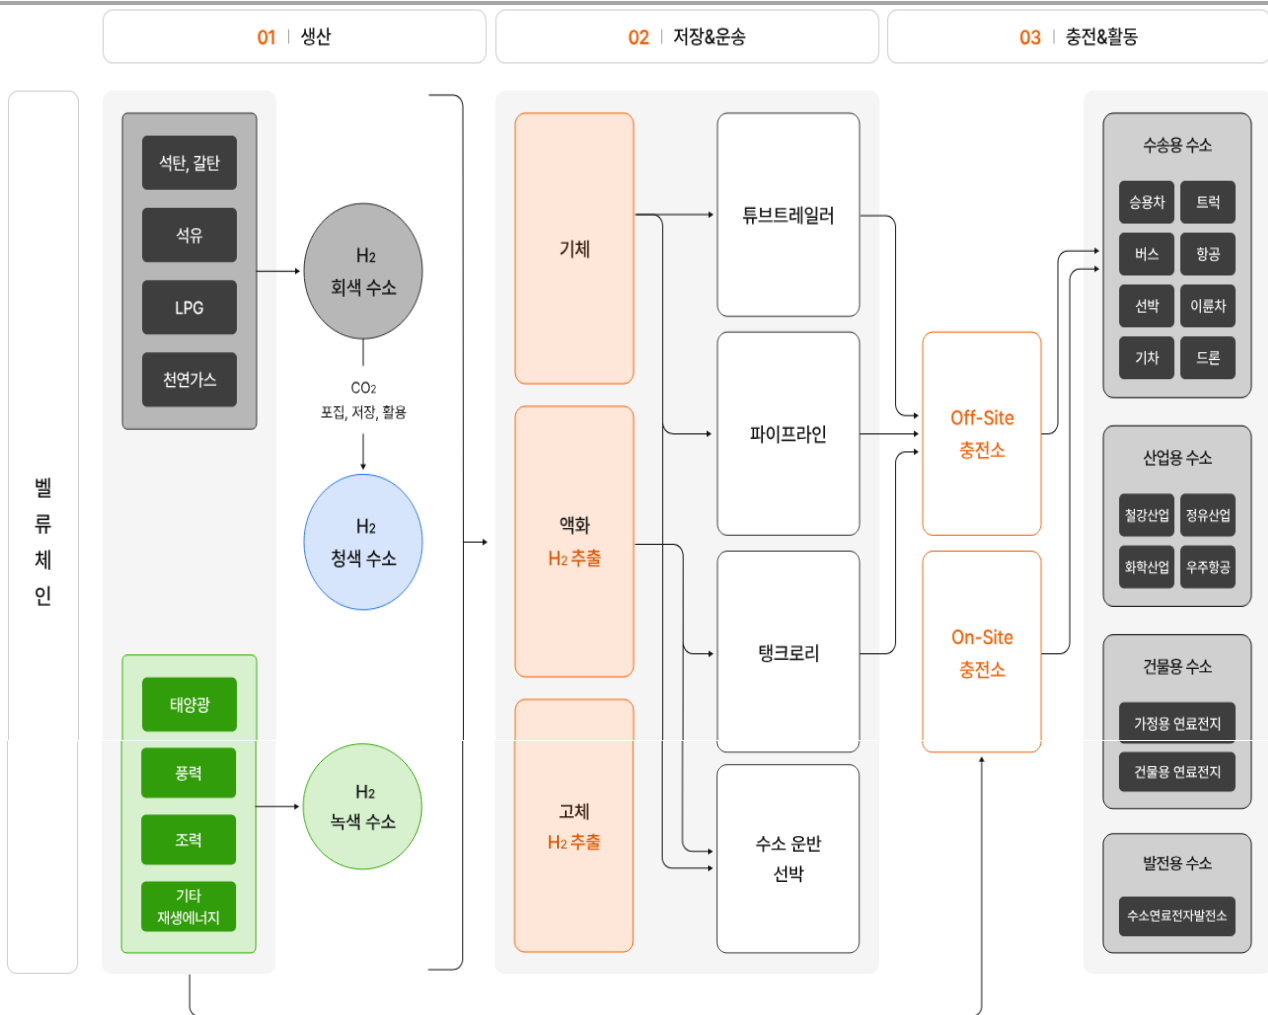 01 | 생산
02 | 저장&운송
03 | 충전&활동
벨
류
체
인
석탄, 갈탄
석유
LPG
천연가스
H2
회색 수소
CO2
포집, 저장, 활용
H2
청색 수소
태양광
풍력
조력
기타
재생에너지
H2
녹색 수소
기체
액화
H2 추출
고체
H2 추출
튜브트레일러
파이프라인
탱크로리
수소 운반
선박
Off-Site
충전소
On-Site
충전소
수송용 수소
승용차
트럭
버스
항공
선박
이륜차
기차
드론
산업용 수소
철강산업
정유산업
화학산업
우주항공
건물용 수소
가정용 연료전지
건물용 연료전지
발전용 수소
수소연료전자발전소